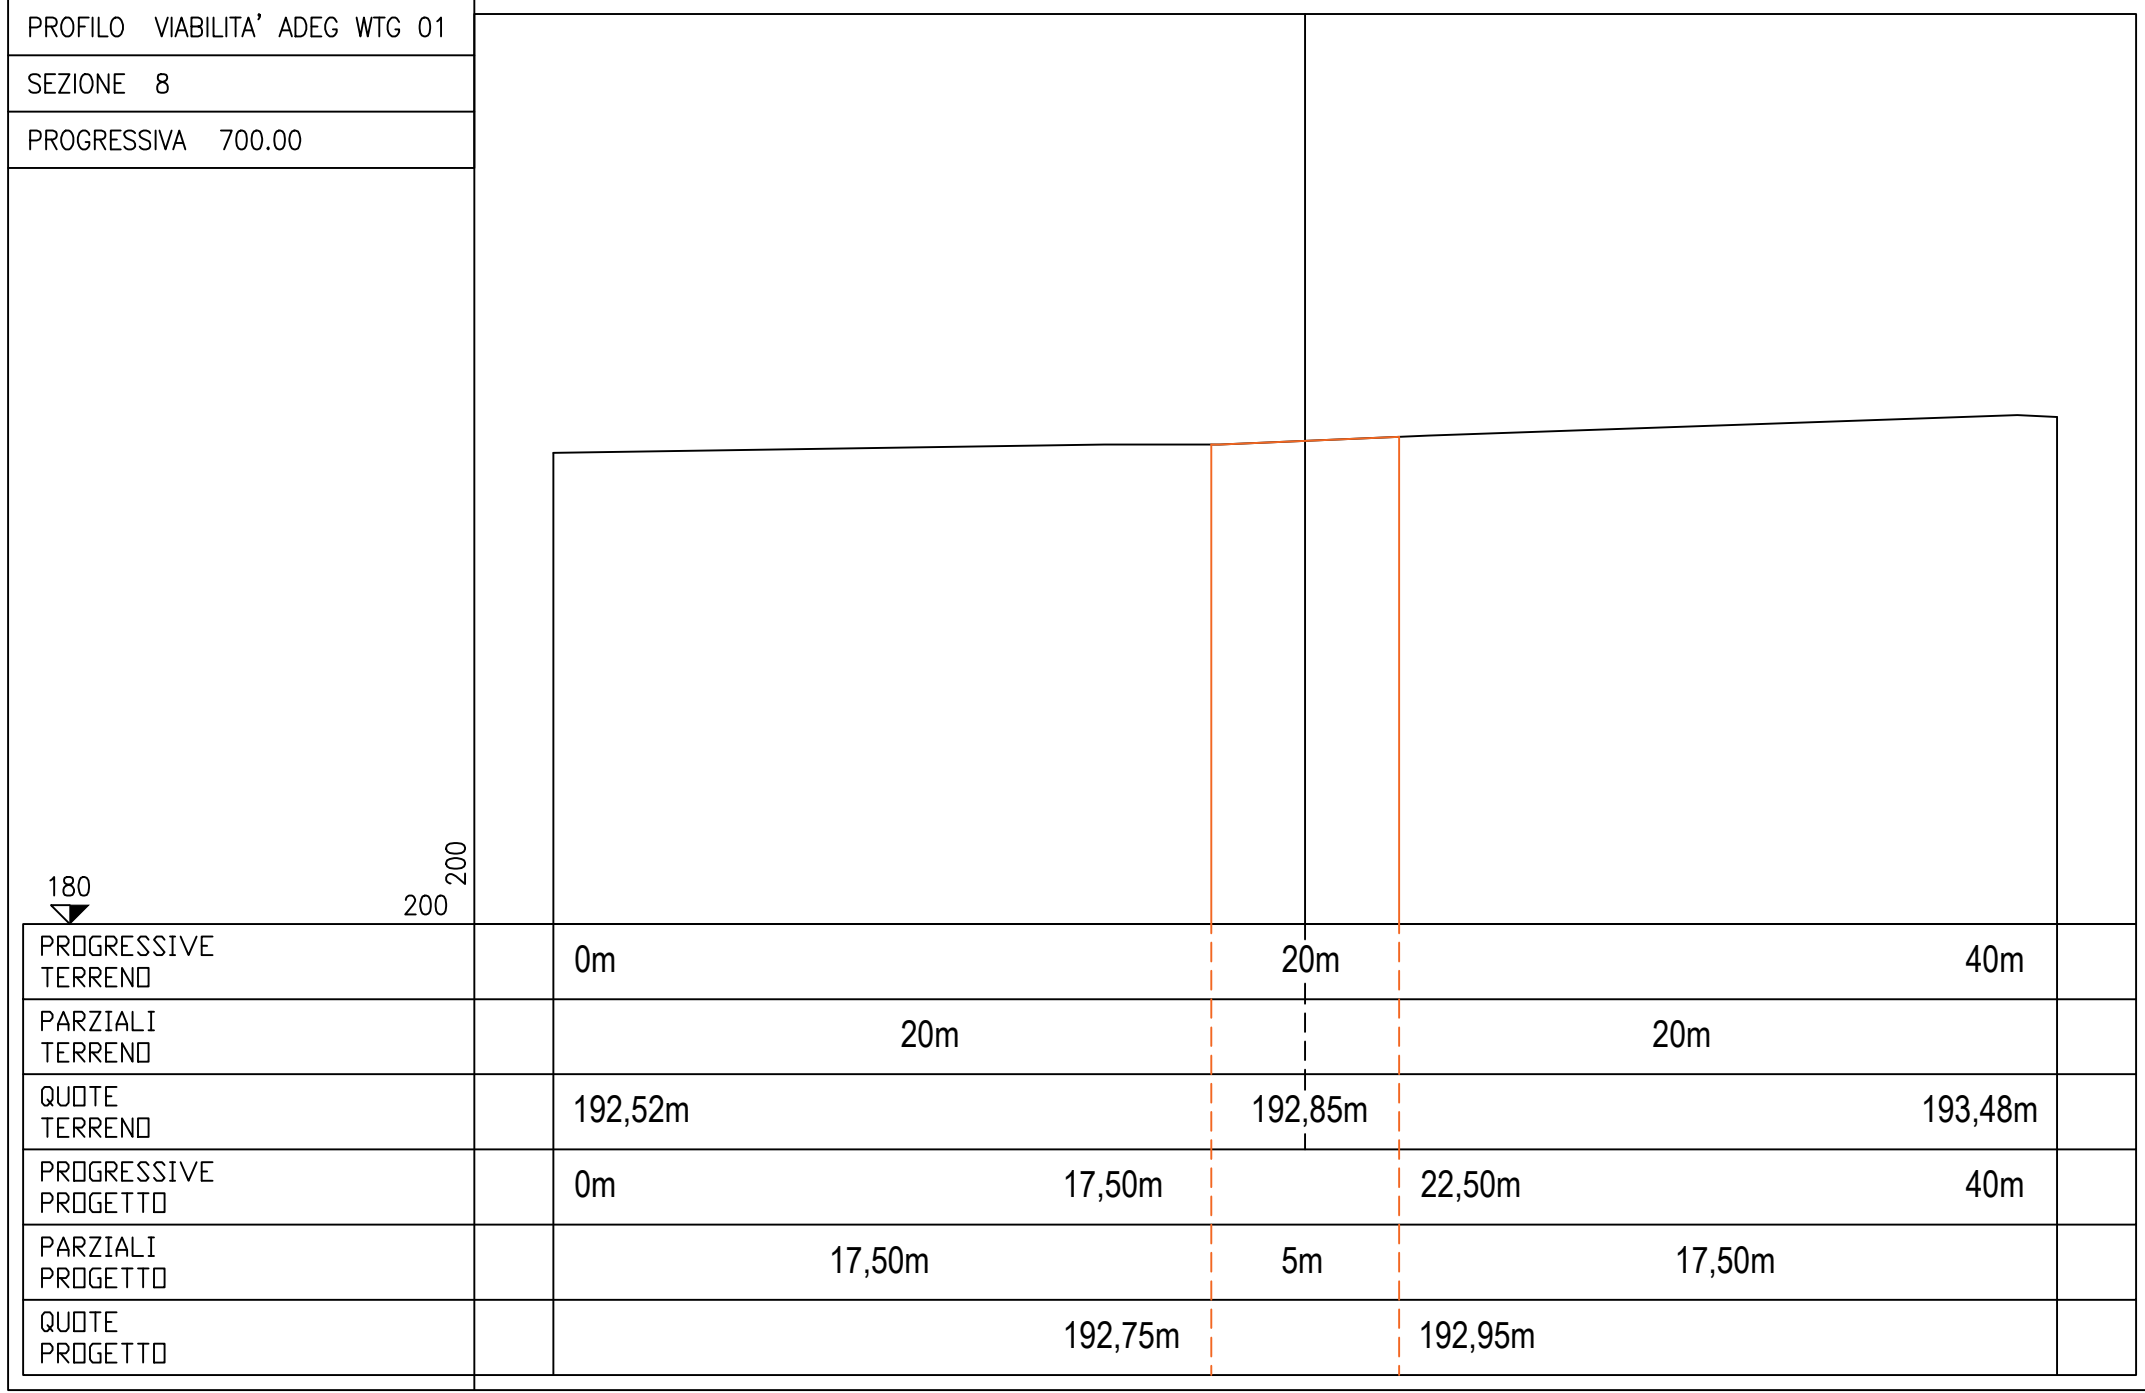 PROFILO VIABILITA' ADEG WTG 01
SEZIONE 8
PROGRESSIVA 700.00
200
180
200
PROGRESSIVE
TERRENO
0m 20m 40m
PARZIALI
TERRENO
20m 20m
QUOTE
TERRENO
192,52m 192,85m 193,48m
PROGRESSIVE
PROGETTO
0m 17,50m 22,50m 40m
PARZIALI
PROGETTO
17,50m 5m 17,50m
QUOTE
PROGETTO
192,75m 192,95m